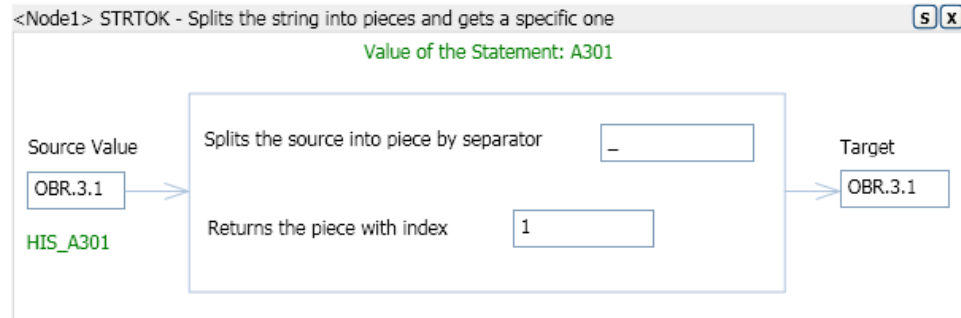 <Node1> STRTOK - Splits the string into pieces and gets a specific one
S X
Value of the Statement: A301
Splits the source into piece by separator _
Source Value
Target
OBR.3.1
OBR.3.1
Returns the piece with index 1
HIS_A301